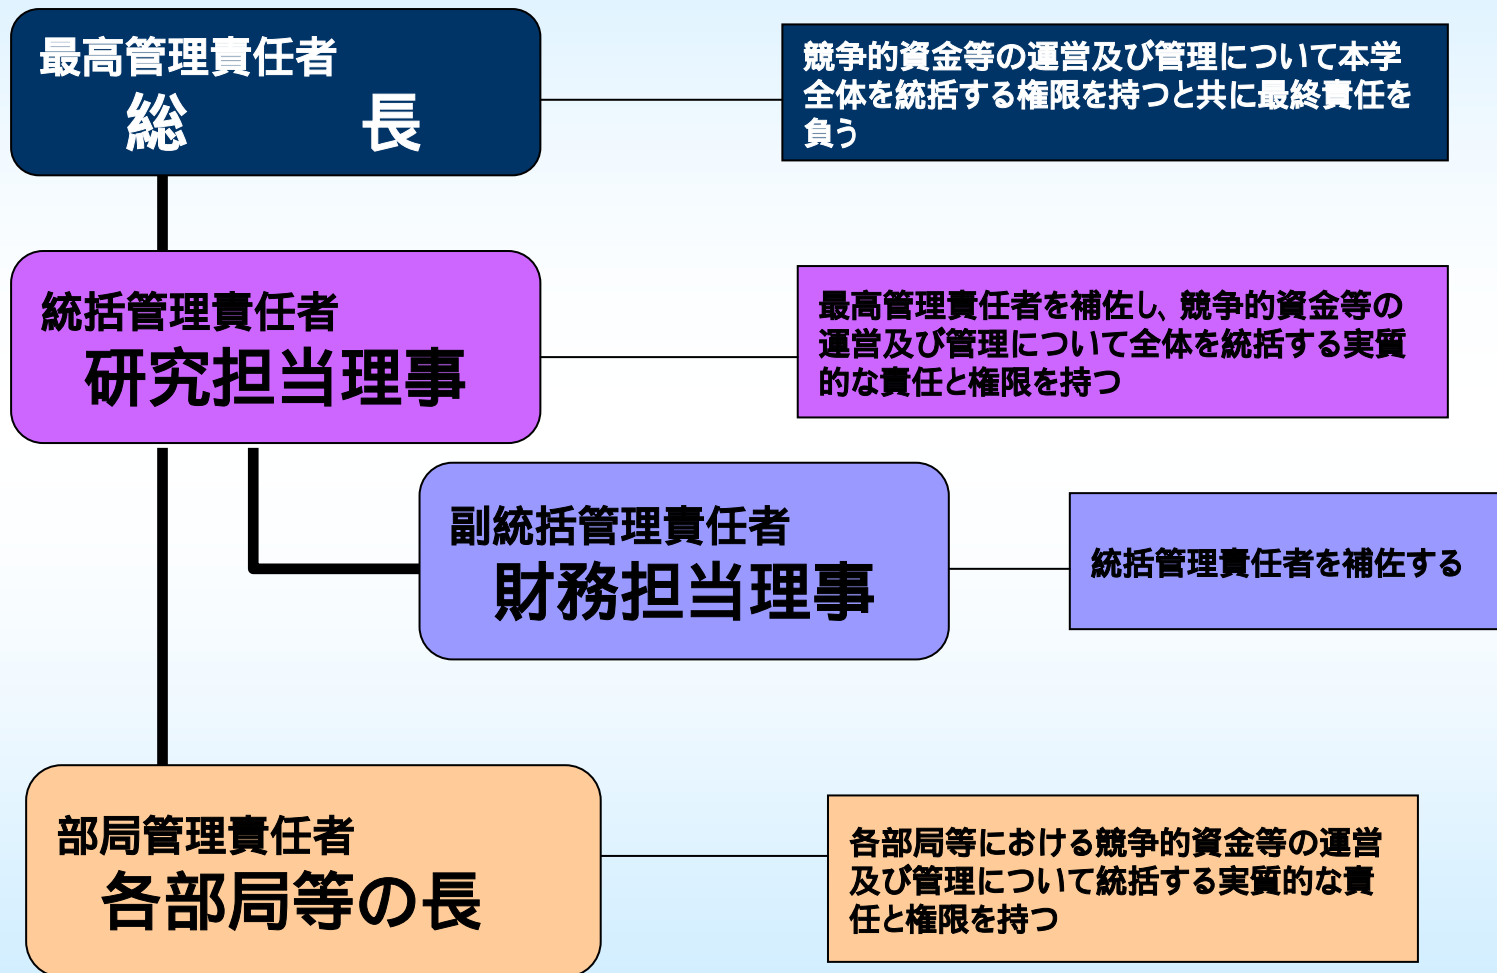 最高管理責任者
総　　　長
競争的資金等の運営及び管理について本学
全体を統括する権限を持つと共に最終責任を
負う
統括管理責任者
研究担当理事
最高管理責任者を補佐し、競争的資金等の
運営及び管理について全体を統括する実質
的な責任と権限を持つ
副統括管理責任者
財務担当理事
統括管理責任者を補佐する
部局管理責任者
各部局等の長
各部局等における競争的資金等の運営
及び管理について統括する実質的な責
任と権限を持つ